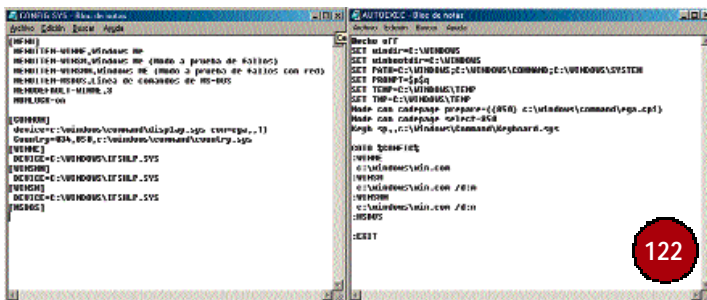 CONFIG.SYS - Bloc de notas
Archivo Edición Buscar Ayuda
[MENU]
MENUITEM=WINME,Windows Me
MENUITEM=WINSM,Windows ME (Modo a prueba de fallos)
MENUITEM=WINSMN,Windows ME (Modo a prueba de fallos con red)
MENUITEM=MSDOS,Línea de comandos de MS-DOS
MENUDEFAULT=WINME,3
NUMLOCK=on
[COMMON]
device=c:\windows\command\display.sys con=ega,,1)
Country=034,850,c:\windows\command\country.sys
[WINME]
DEVICE=C:\WINDOWS\IFSHLP.SYS
[WINSMN]
DEVICE=C:\WINDOWS\IFSHLP.SYS
[WINSM]
DEVICE=C:\WINDOWS\IFSHLP.SYS
[MSDOS]
AUTOEXEC - Bloc de notas
Archivo Edición Buscar Ayuda
@echo off
SET windir=C:\WINDOWS
SET winbootdir=C:\WINDOWS
SET PATH=C:\WINDOWS;C:\WINDOWS\COMMAND;C:\WINDOWS\SYSTEM
SET PROMPT=$p$g
SET TEMP=C:\WINDOWS\TEMP
SET TMP=C:\WINDOWS\TEMP
Mode con codepage prepare=((850) c:\windows\command\ega.cpi)
Mode con codepage select=850
Keyb sp,,c:\Windows\Command\Keyboard.sys
GOTO %CONFIG%
:WINME
c:\windows\win.com
:WINSM
c:\windows\win.com /d:m
:WINSMN
c:\windows\win.com /d:n
:MSDOS
:EXIT
122